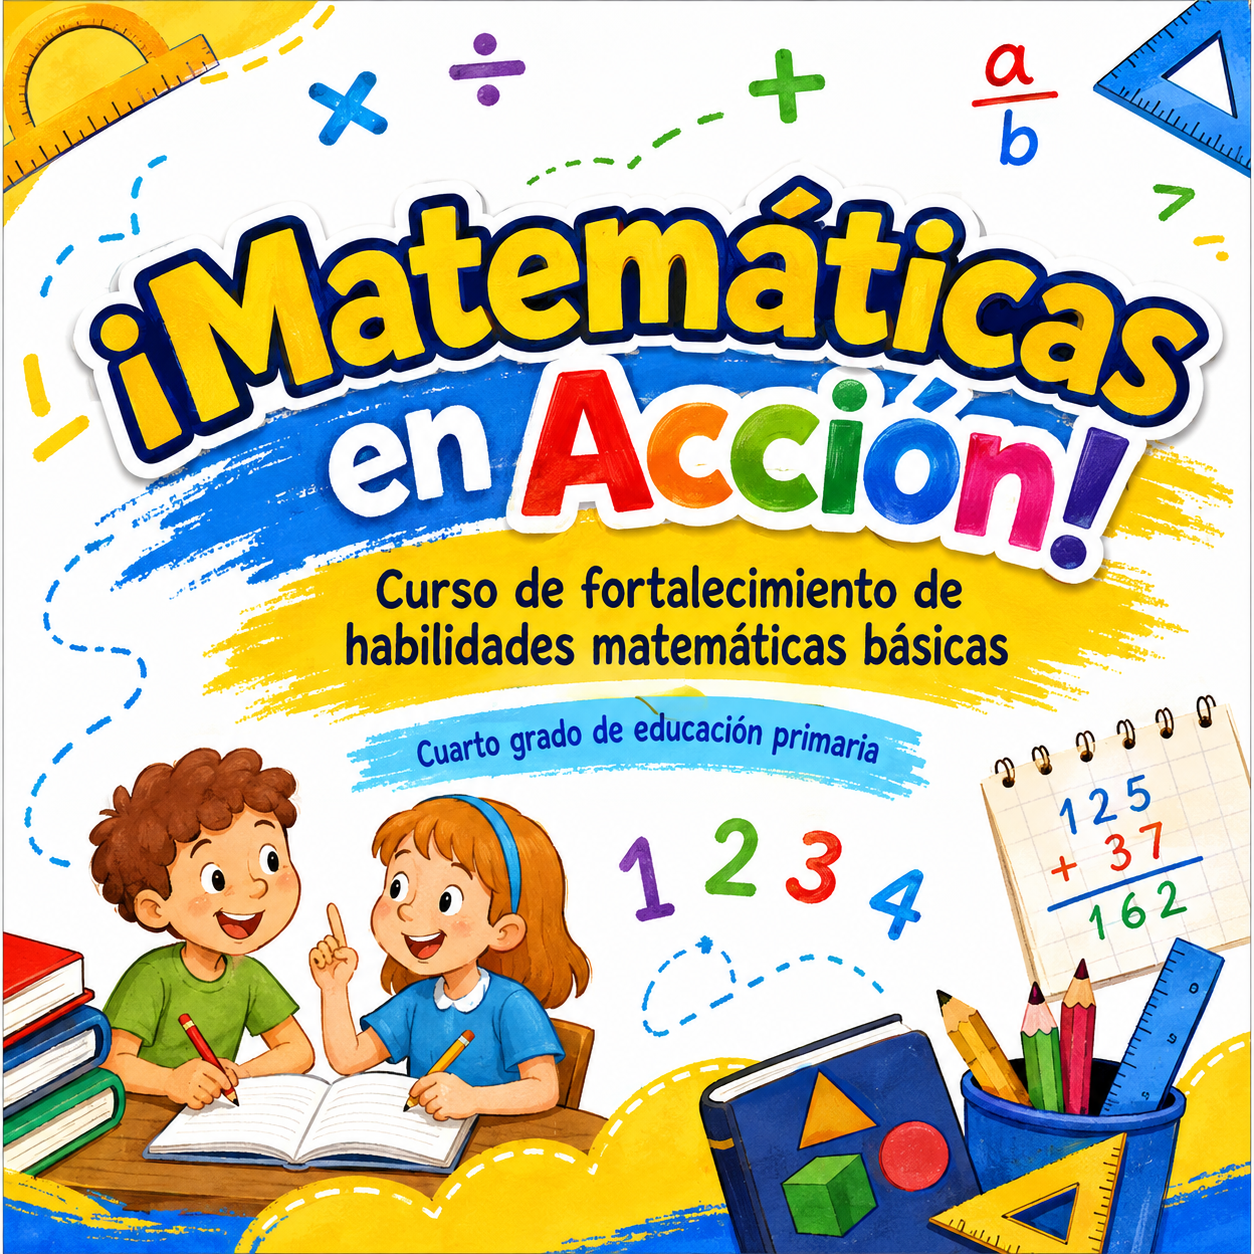 × ÷ +
a
b
¡Matemáticas
en Acción!
Curso de fortalecimiento de
habilidades matemáticas básicas
Cuarto grado de educación primaria
1 2 3 4
125
+ 37
162